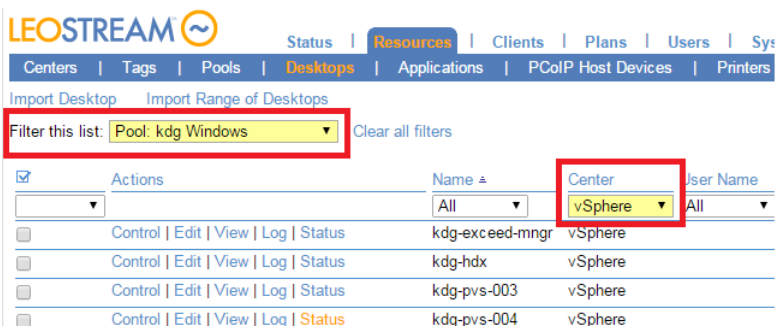 LEOSTREAM
Status | Resources | Clients | Plans | Users | Sys
Centers | Tags | Pools | Desktops | Applications | PCoIP Host Devices | Printers
Import Desktop Import Range of Desktops
Filter this list: Pool: kdg Windows Clear all filters
Actions Name Center User Name
All vSphere All
Control | Edit | View | Log | Status kdg-exceed-mngr vSphere
Control | Edit | View | Log | Status kdg-hdx vSphere
Control | Edit | View | Log | Status kdg-pvs-003 vSphere
Control | Edit | View | Log | Status kdg-pvs-004 vSphere